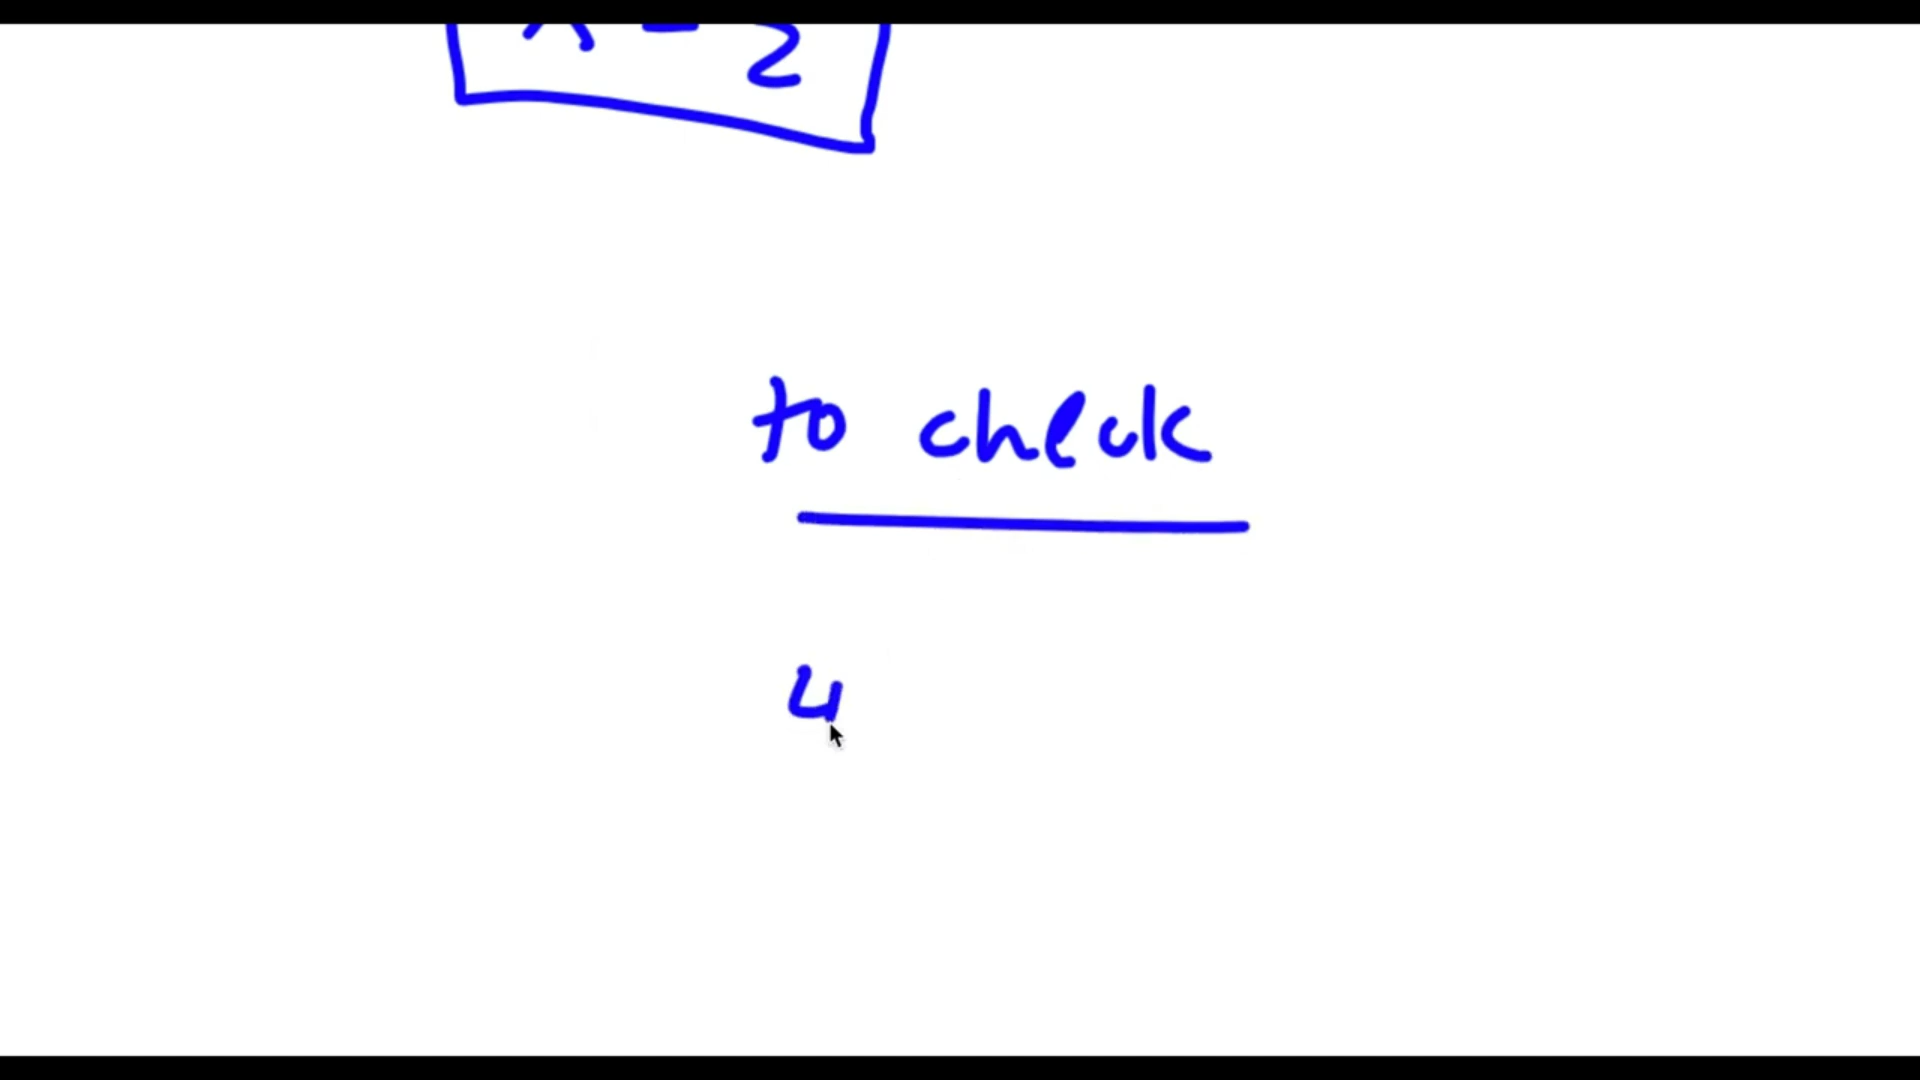 x = 2
to check
4